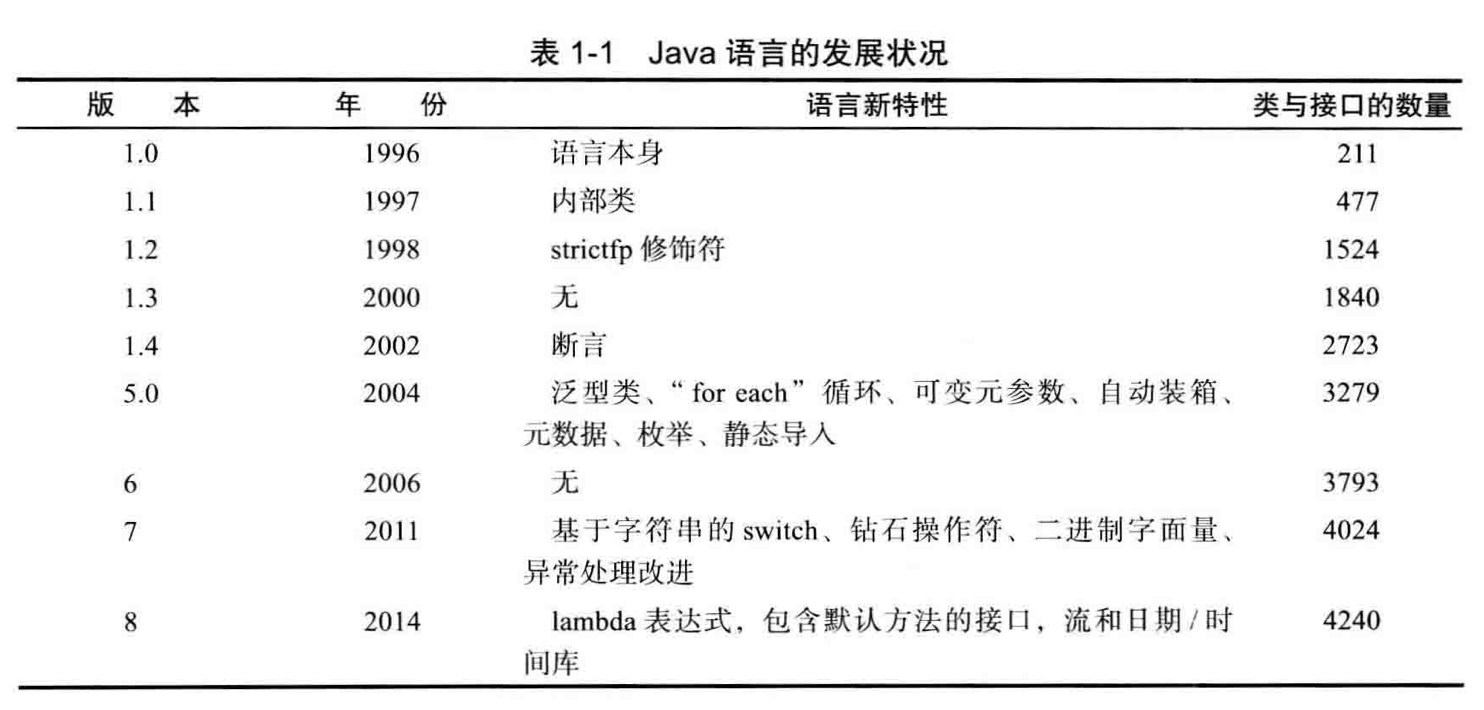 表 1-1 Java 语言的发展状况
版 本 年 份 语言新特性 类与接口的数量
1.0 1996 语言本身 211
1.1 1997 内部类 477
1.2 1998 strictfp 修饰符 1524
1.3 2000 无 1840
1.4 2002 断言 2723
5.0 2004 泛型类、“for each”循环、可变元参数、自动装箱、 3279
元数据、枚举、静态导入
6 2006 无 3793
7 2011 基于字符串的 switch、钻石操作符、二进制字面量、 4024
异常处理改进
8 2014 lambda 表达式，包含默认方法的接口，流和日期 / 时 4240
间库